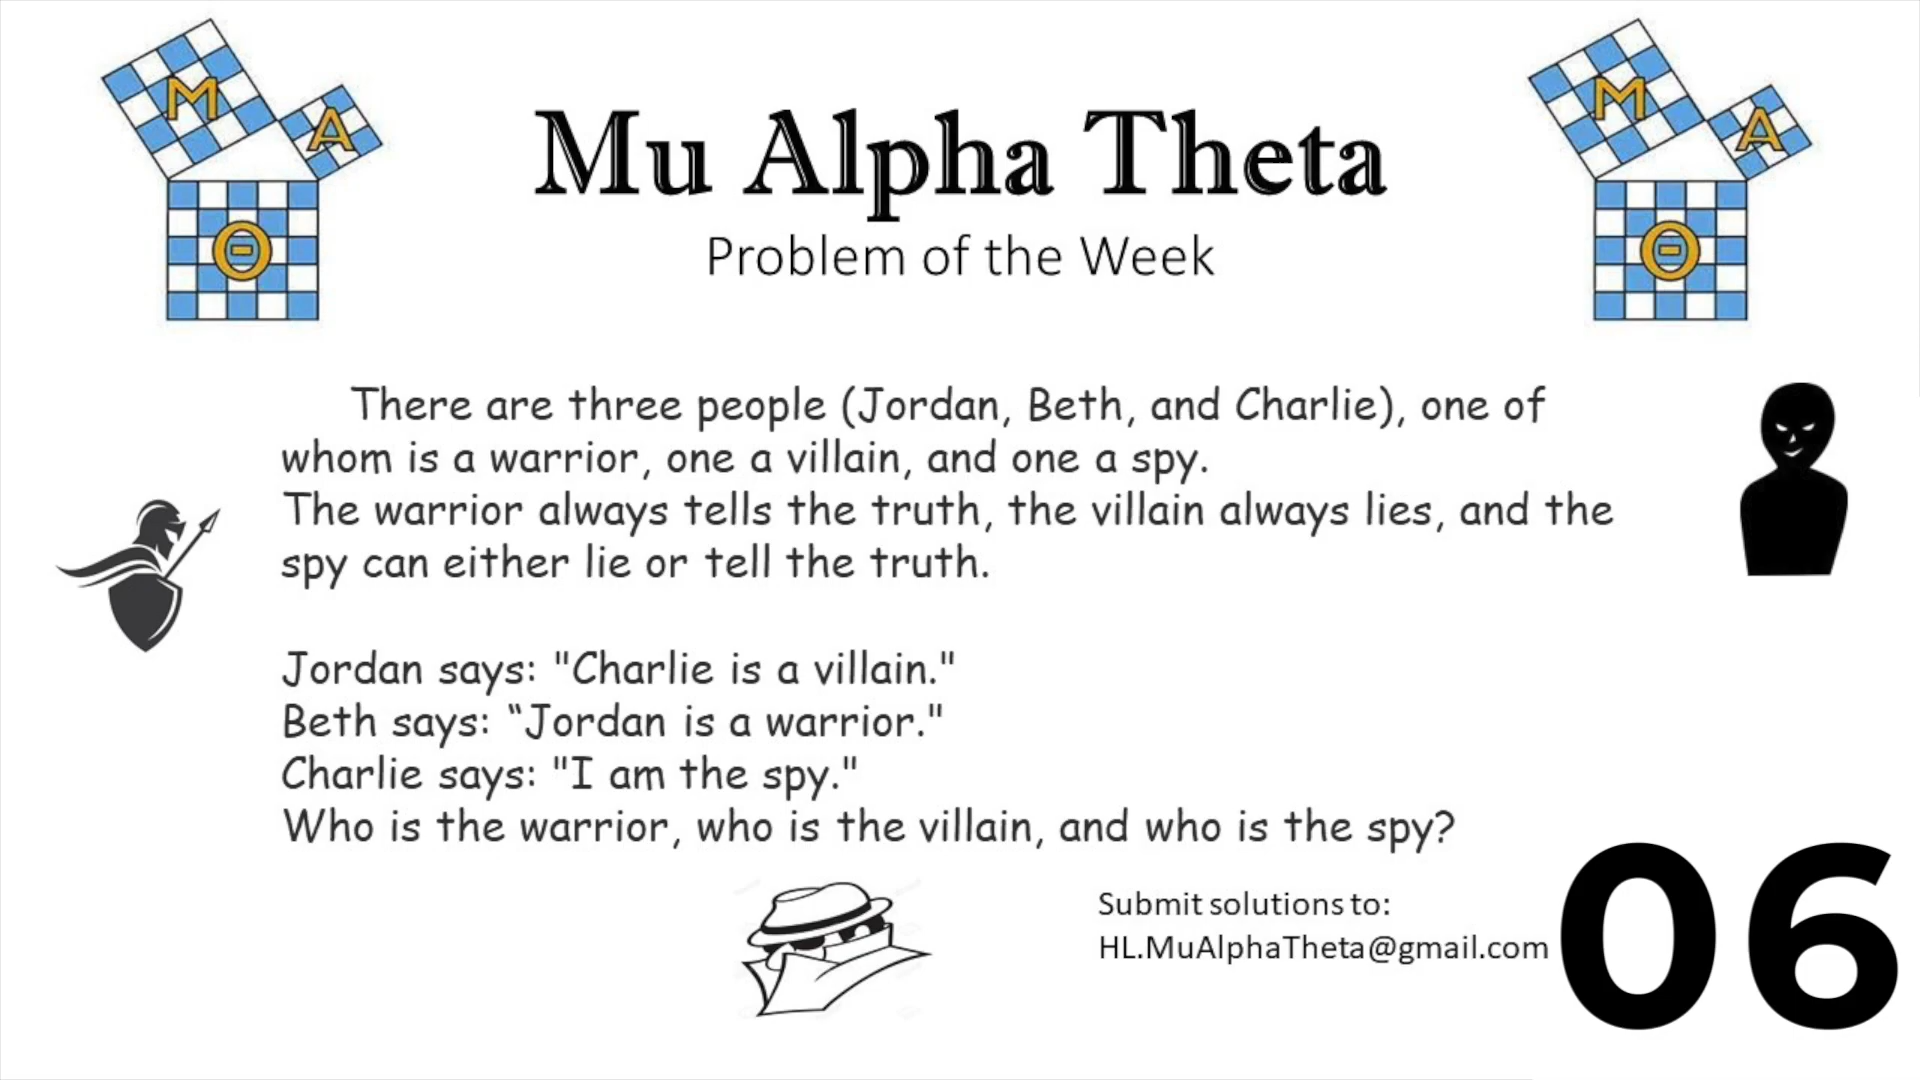 M
A
Θ
Mu Alpha Theta
Problem of the Week
M
A
Θ
There are three people (Jordan, Beth, and Charlie), one of
whom is a warrior, one a villain, and one a spy.
The warrior always tells the truth, the villain always lies, and the
spy can either lie or tell the truth.
Jordan says: "Charlie is a villain."
Beth says: “Jordan is a warrior."
Charlie says: "I am the spy."
Who is the warrior, who is the villain, and who is the spy?
Submit solutions to:
HL.MuAlphaTheta@gmail.com
06